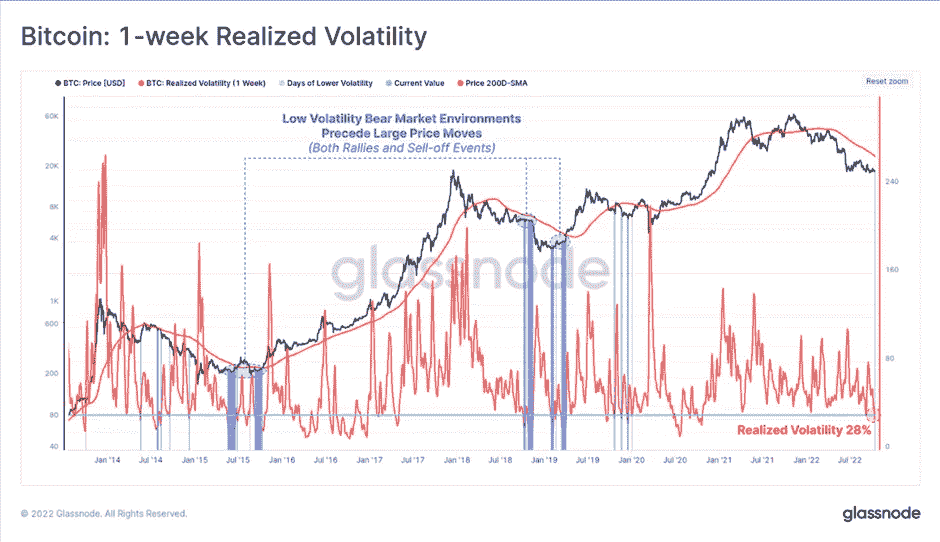 Bitcoin: 1-week Realized Volatility
BTC: Price [USD] BTC: Realized Volatility (1 Week) Days of Lower Volatility Current Value Price 200D-SMA
Reset zoom
Low Volatility Bear Market Environments
Precede Large Price Moves
(Both Rallies and Sell-off Events)
60K
20K
8K
4K
1K
600
200
80
40
240
160
80
0
glassnode
Realized Volatility 28%
Jan '14 Jul '14 Jan '15 Jul '15 Jan '16 Jul '16 Jan '17 Jul '17 Jan '18 Jul '18 Jan '19 Jul '19 Jan '20 Jul '20 Jan '21 Jul '21 Jan '22 Jul '22
© 2022 Glassnode. All Rights Reserved.
glassnode